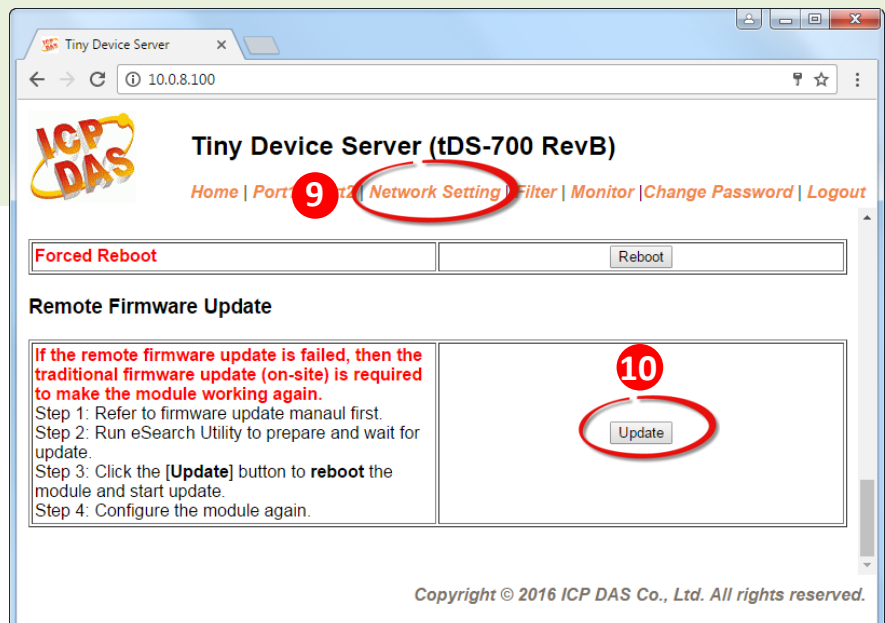 Tiny Device Server
10.0.8.100
ICP
DAS
Tiny Device Server (tDS-700 RevB)
Home | Port1 | Port2 | Network Setting | Filter | Monitor |Change Password | Logout
9
Forced Reboot
Reboot
Remote Firmware Update
If the remote firmware update is failed, then the
traditional firmware update (on-site) is required
to make the module working again.
Step 1: Refer to firmware update manaul first.
Step 2: Run eSearch Utility to prepare and wait for
update.
Step 3: Click the [Update] button to reboot the
module and start update.
Step 4: Configure the module again.
10
Update
Copyright © 2016 ICP DAS Co., Ltd. All rights reserved.